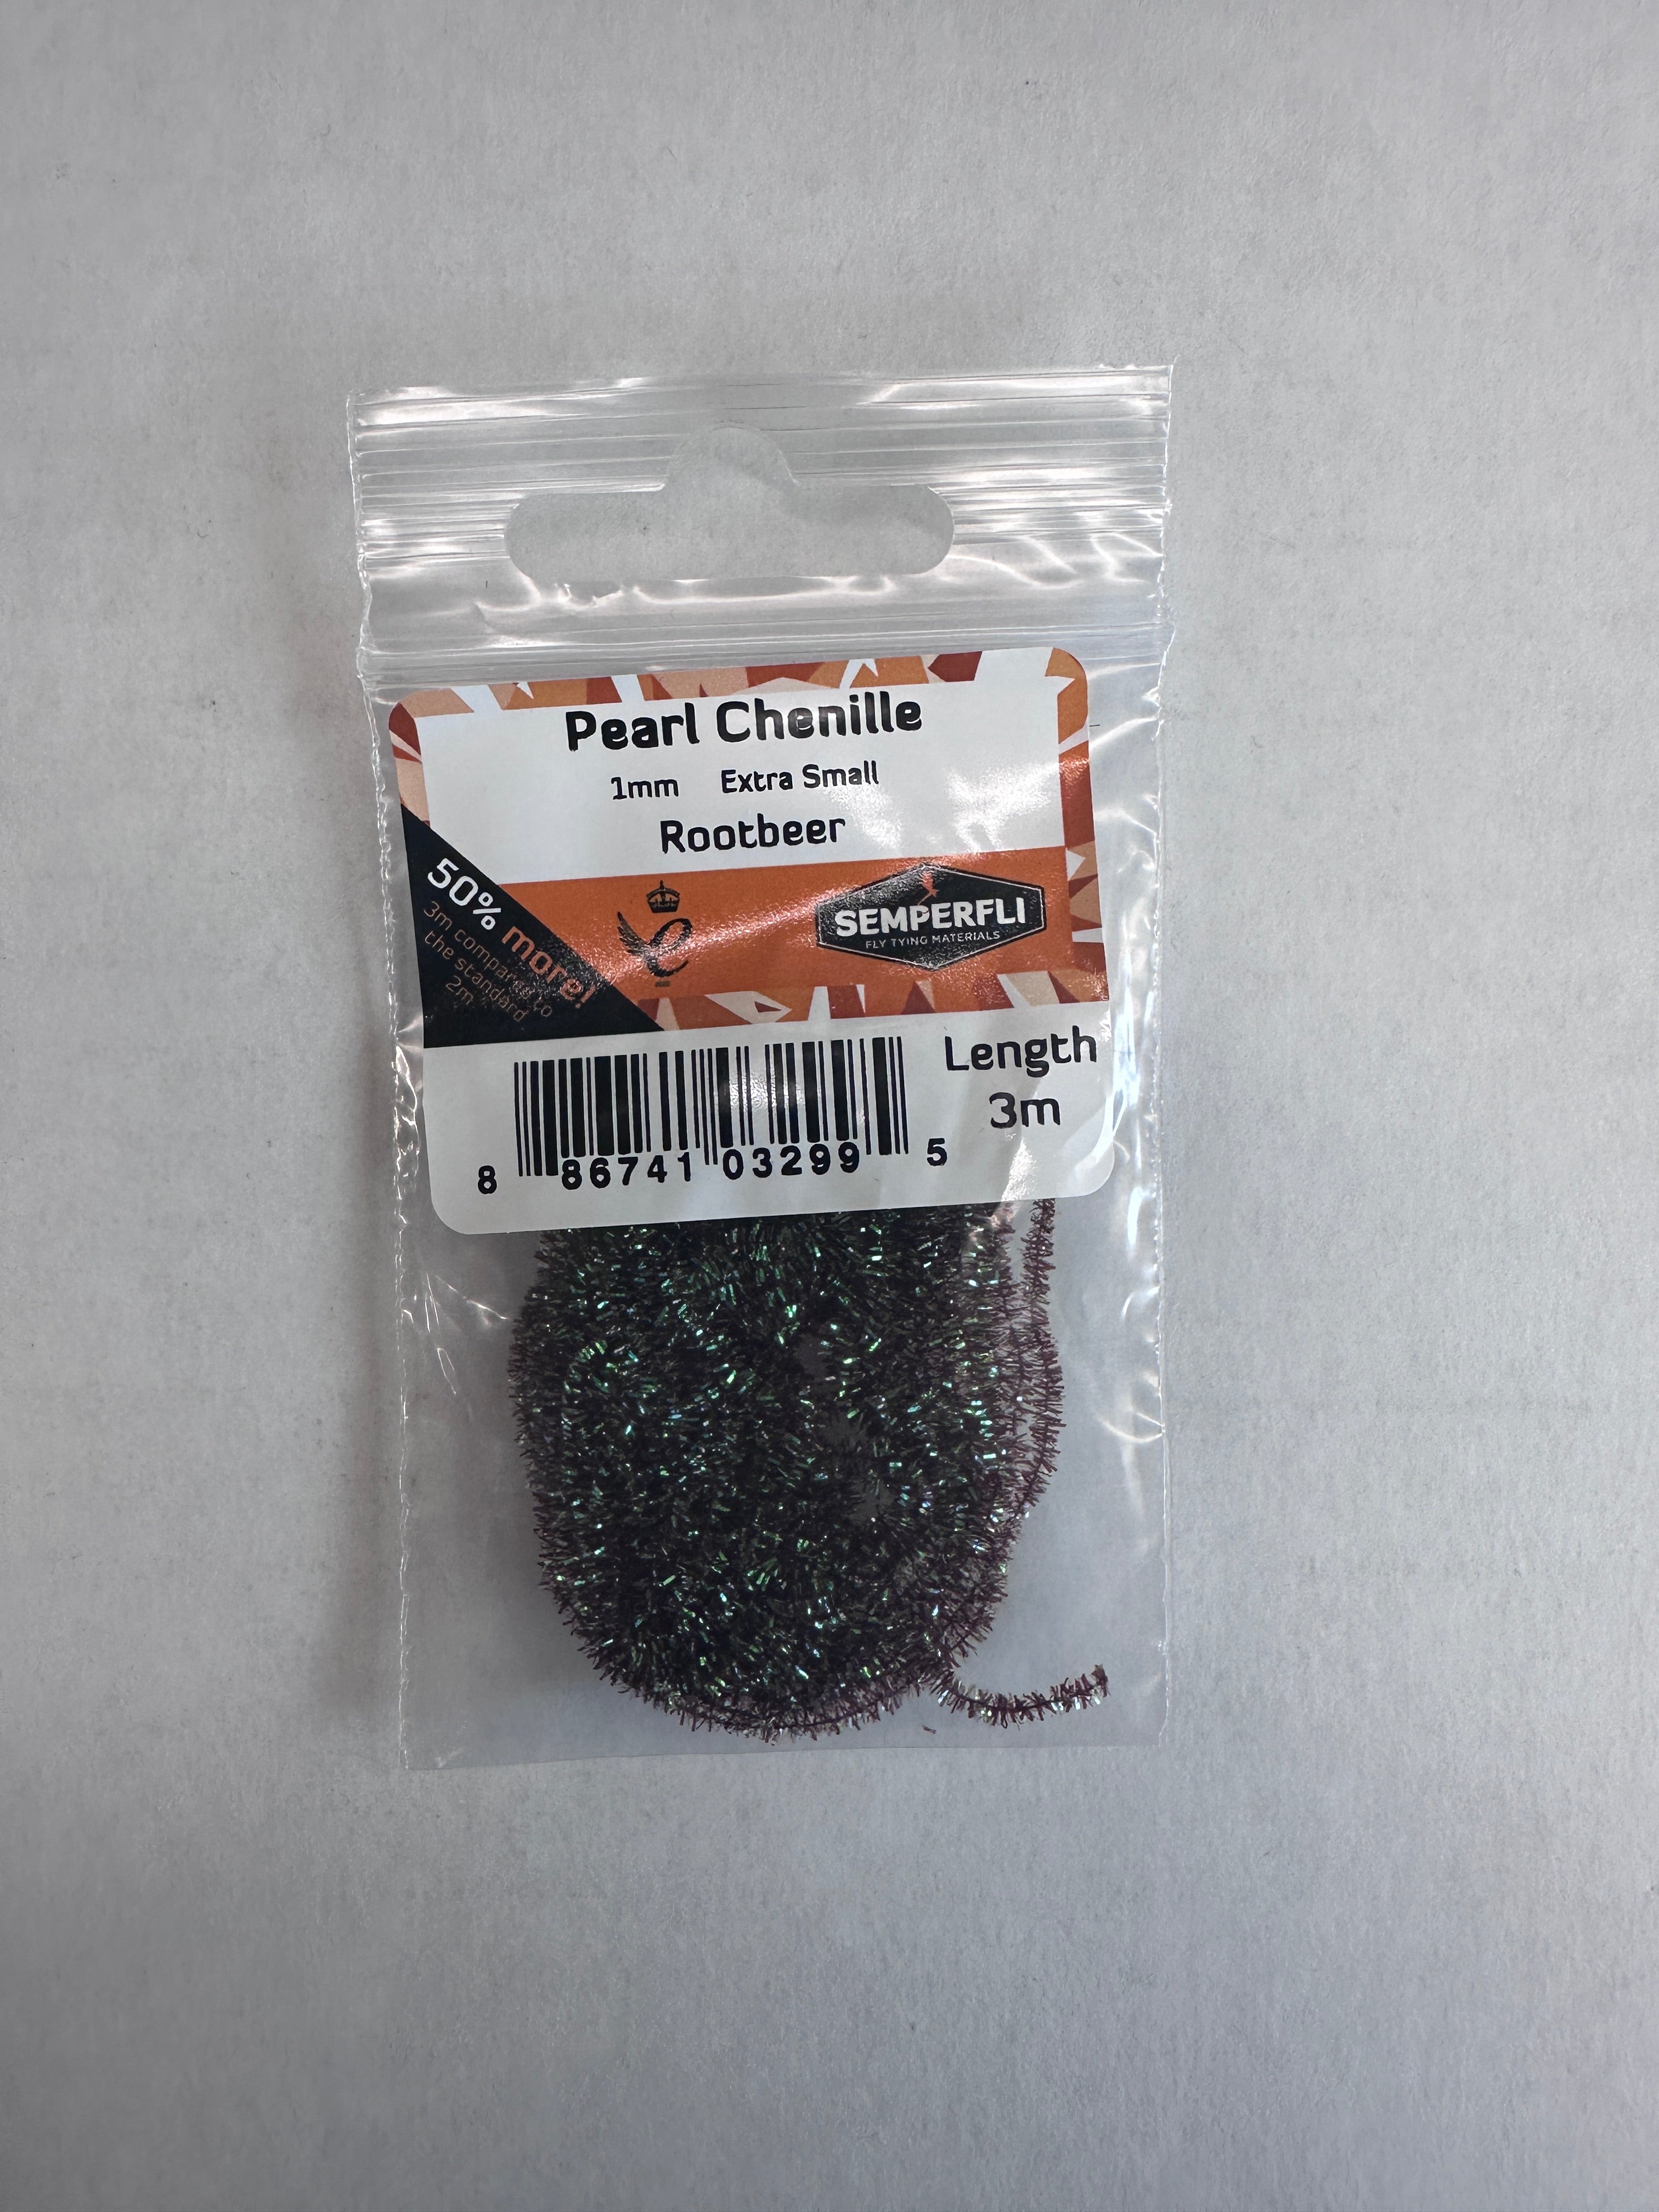 Pearl Chenille
1mm Extra Small
Rootbeer
50% more!
3m compared to
the standard
2m
SEMPERFLI
FLY TYING MATERIALS
Length
3m
8 86741 03299 5